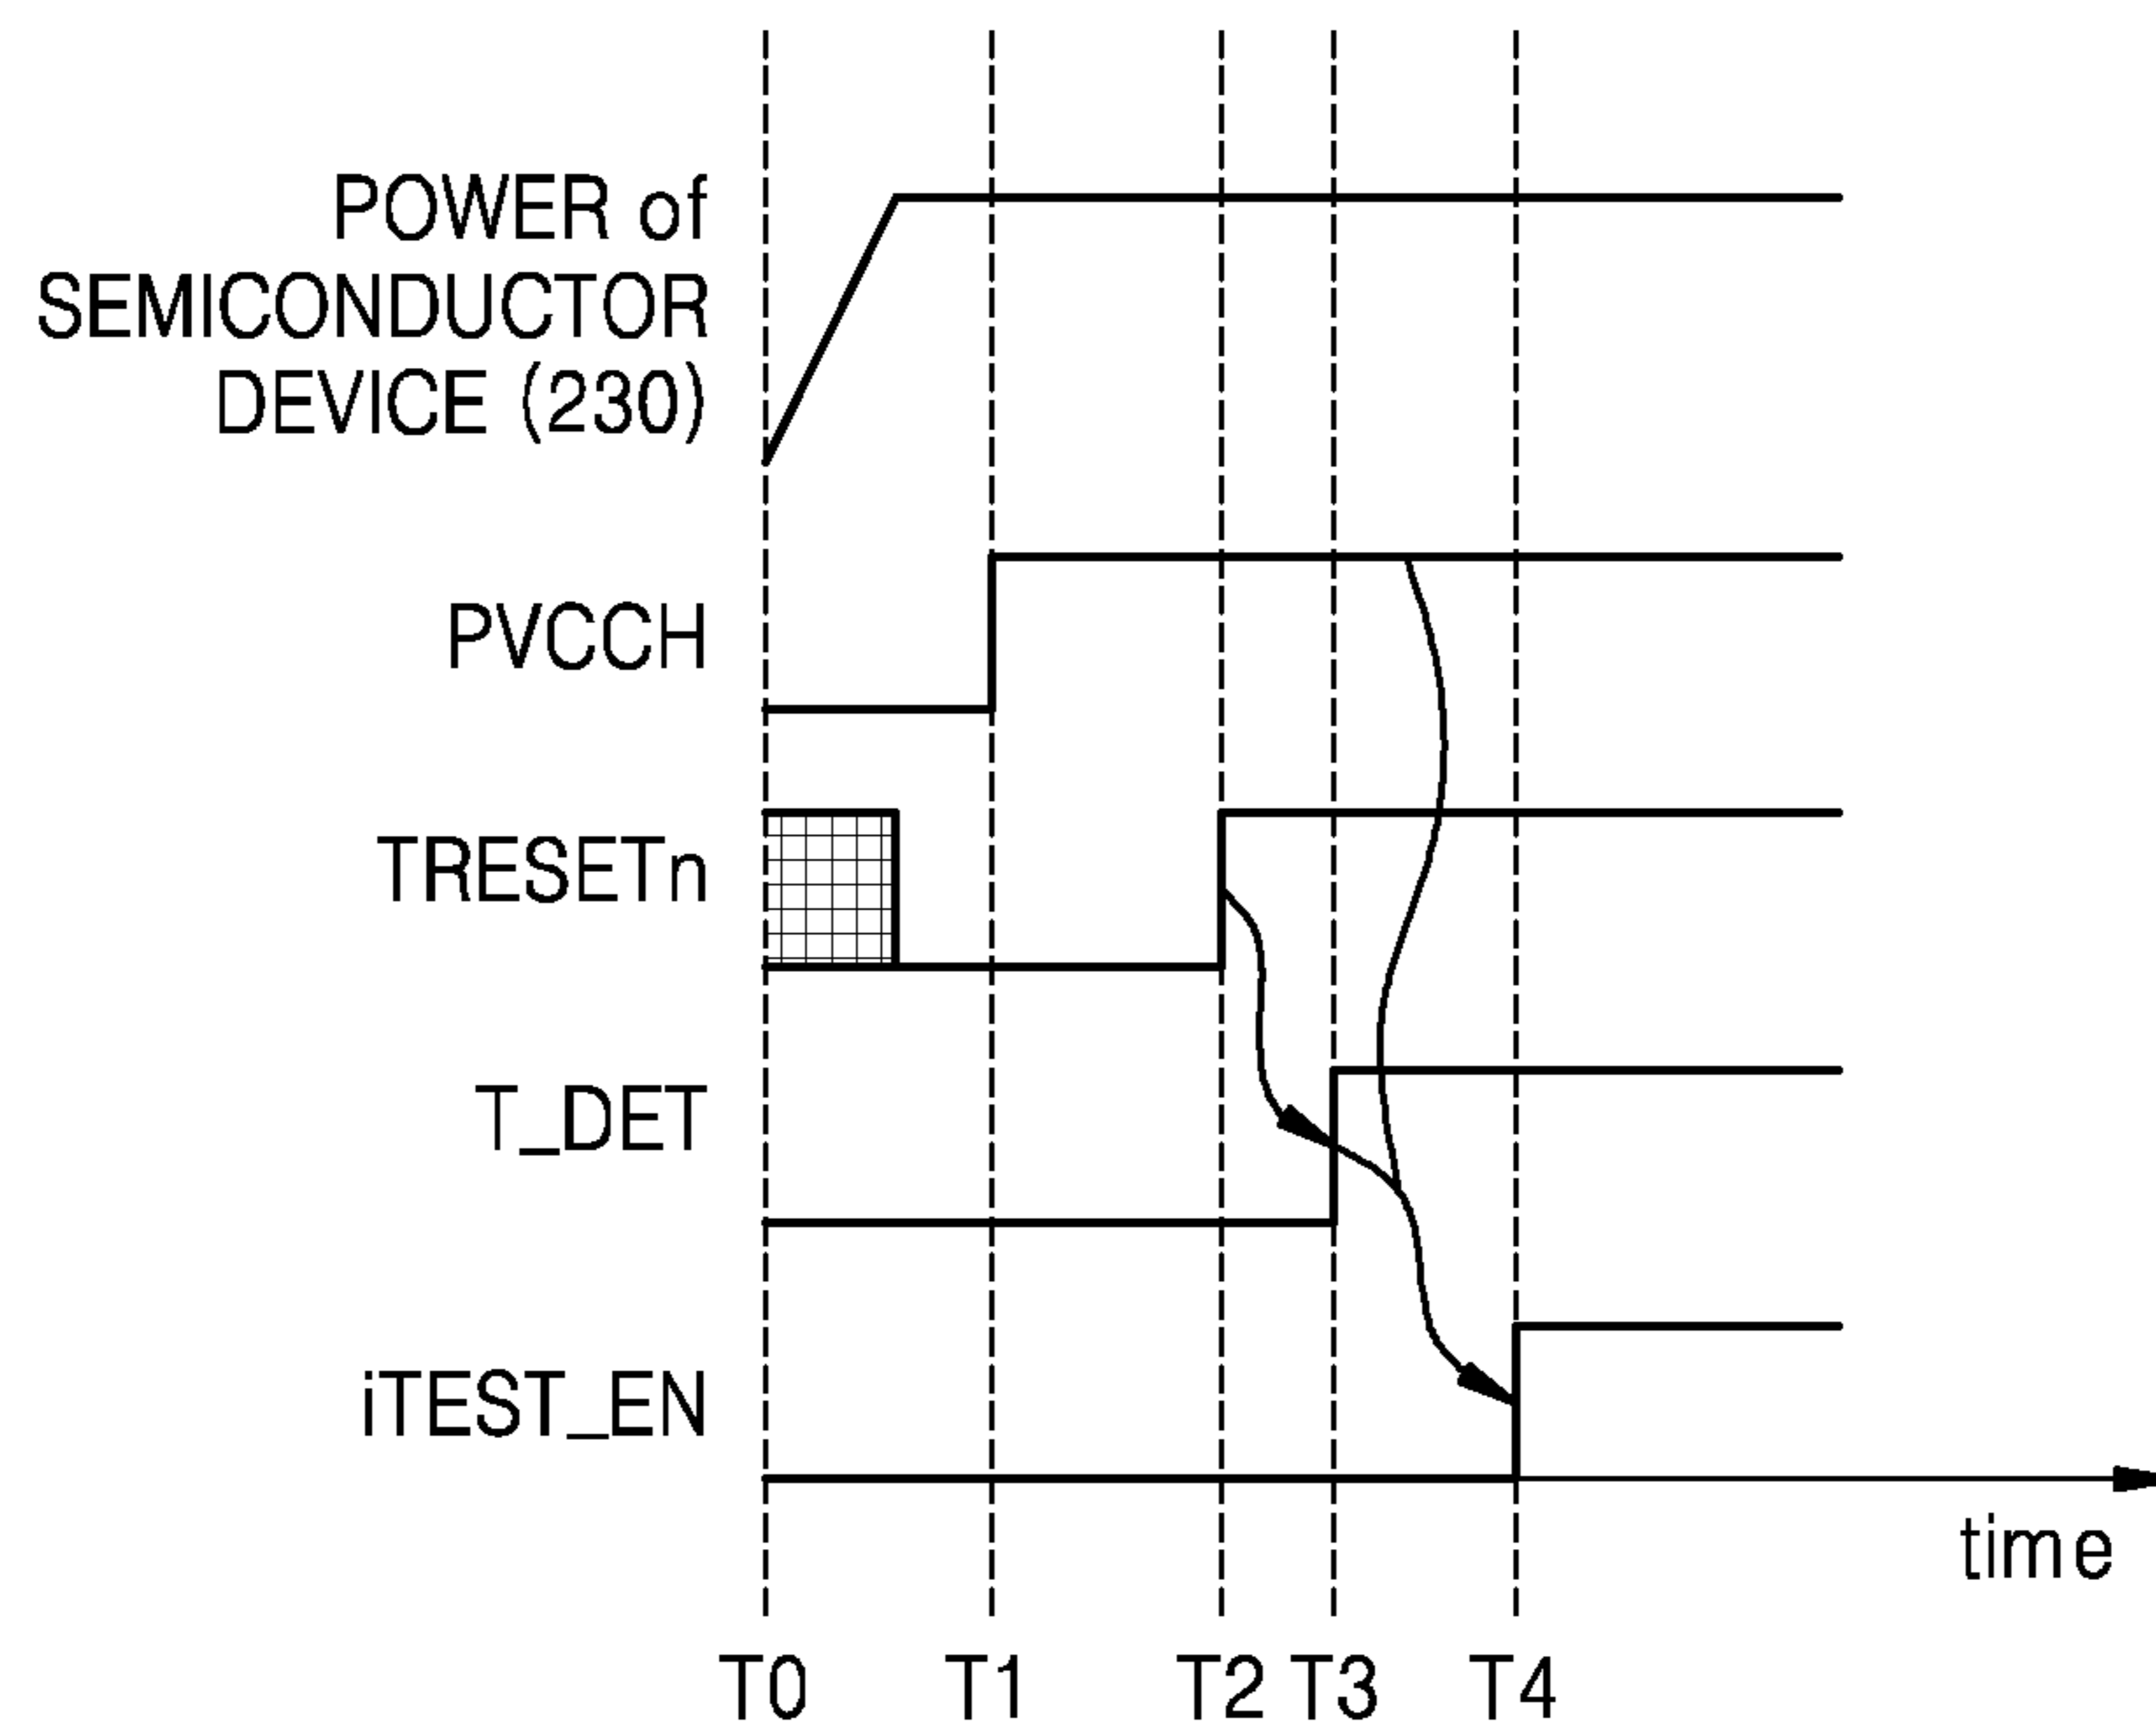 POWER of
SEMICONDUCTOR
DEVICE (230)
PVCCH
TRESETn
T_DET
iTEST_EN
time
T0 T1 T2 T3 T4